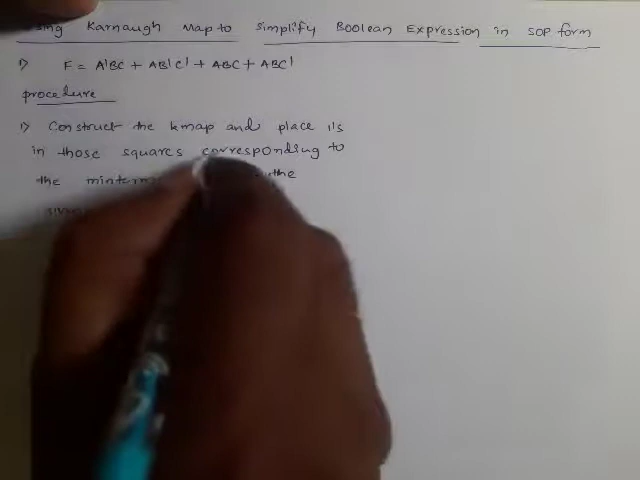 Karnaugh Map to Simplify Boolean Expression in SOP form
1) F = A'BC + AB'C' + ABC + ABC'
procedure
1) Construct the kmap and place 1's
in those squares corresponding to
the the